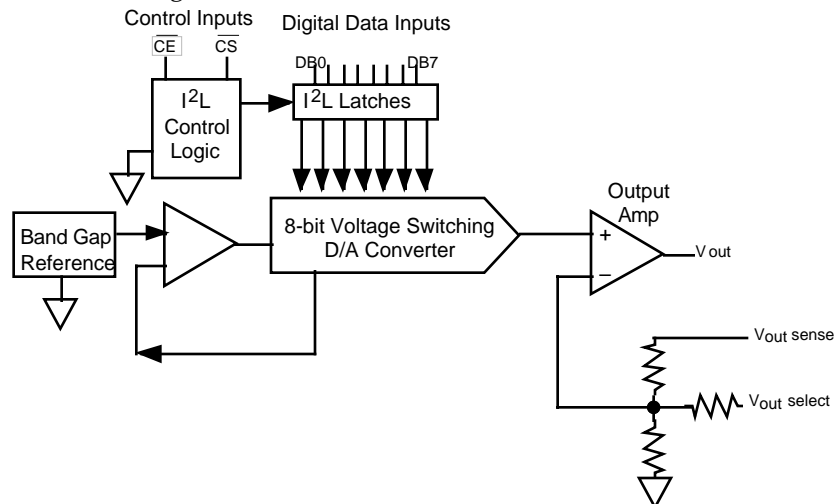 Control Inputs
Digital Data Inputs
CE
CS
DB0
DB7
I²L
Control
Logic
I²L Latches
Output
Amp
Band Gap
Reference
8-bit Voltage Switching
D/A Converter
+
−
Vout
Vout sense
Vout select